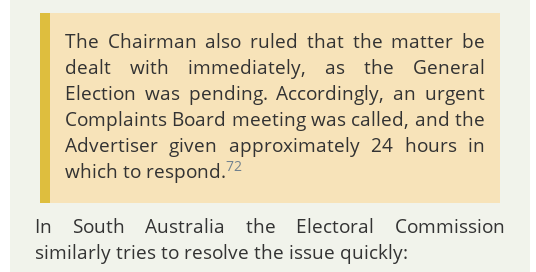 The Chairman also ruled that the matter be
dealt with immediately, as the General
Election was pending. Accordingly, an urgent
Complaints Board meeting was called, and the
Advertiser given approximately 24 hours in
which to respond.72
In South Australia the Electoral Commission
similarly tries to resolve the issue quickly: